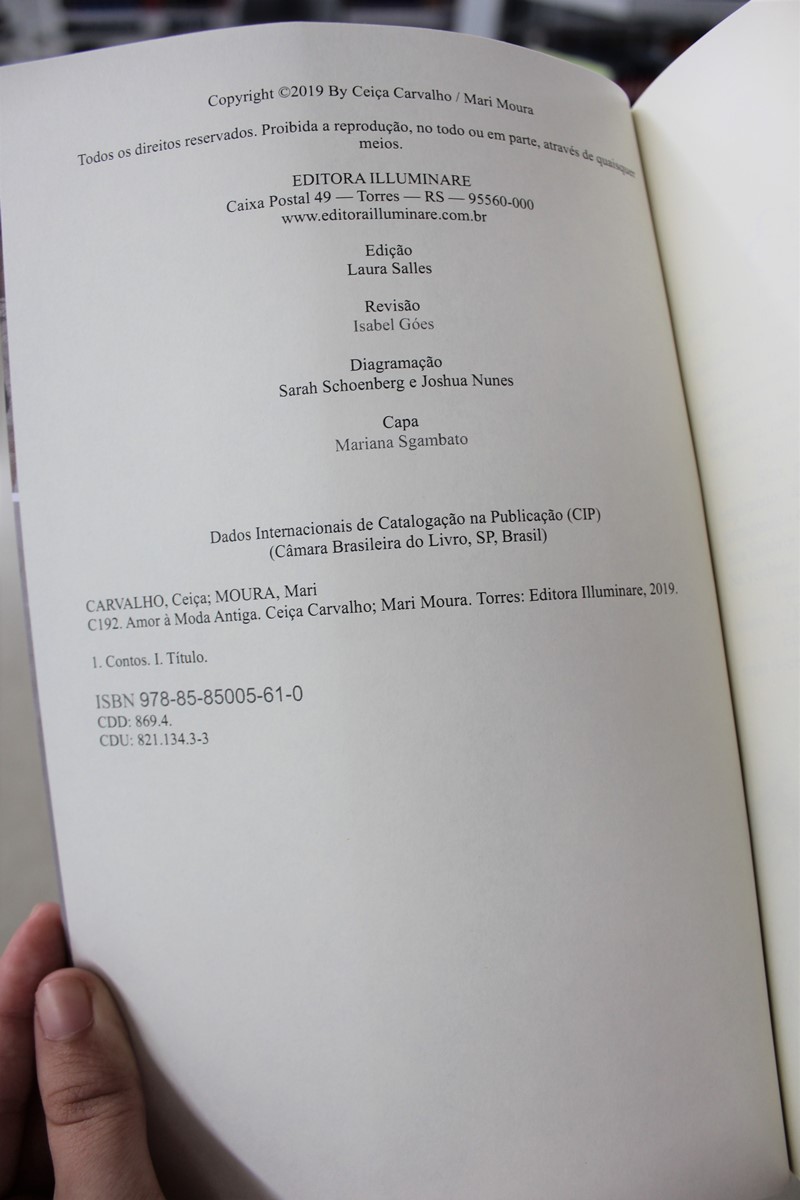 Copyright ©2019 By Ceiça Carvalho / Mari Moura
Todos os direitos reservados. Proibida a reprodução, no todo ou em parte, através de quaisquer
meios.
EDITORA ILLUMINARE
Caixa Postal 49 — Torres — RS — 95560-000
www.editorailluminare.com.br
Edição
Laura Salles
Revisão
Isabel Góes
Diagramação
Sarah Schoenberg e Joshua Nunes
Capa
Mariana Sgambato
Dados Internacionais de Catalogação na Publicação (CIP)
(Câmara Brasileira do Livro, SP, Brasil)
CARVALHO, Ceiça; MOURA, Mari
C192. Amor à Moda Antiga. Ceiça Carvalho; Mari Moura. Torres: Editora Illuminare, 2019.
1. Contos. I. Título.
ISBN 978-85-85005-61-0
CDD: 869.4.
CDU: 821.134.3-3